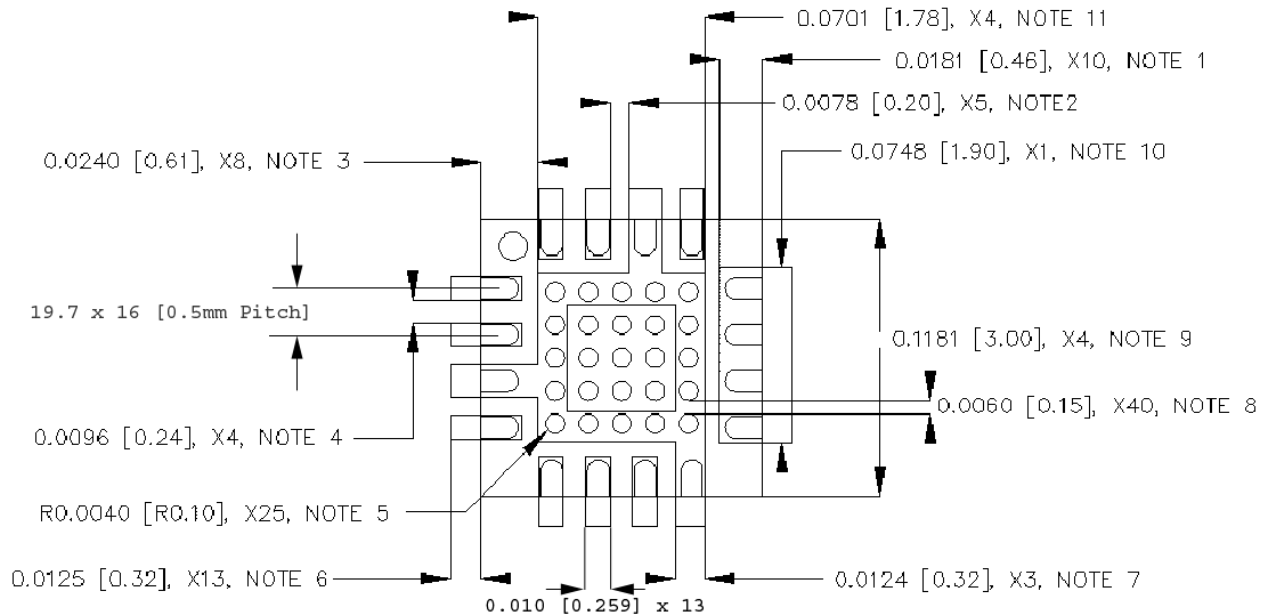 0.0701 [1.78], X4, NOTE 11
0.0181 [0.46], X10, NOTE 1
0.0078 [0.20], X5, NOTE2
0.0240 [0.61], X8, NOTE 3
0.0748 [1.90], X1, NOTE 10
19.7 x 16 [0.5mm Pitch]
0.1181 [3.00], X4, NOTE 9
0.0060 [0.15], X40, NOTE 8
0.0096 [0.24], X4, NOTE 4
R0.0040 [R0.10], X25, NOTE 5
0.0125 [0.32], X13, NOTE 6
0.0124 [0.32], X3, NOTE 7
0.010 [0.259] x 13